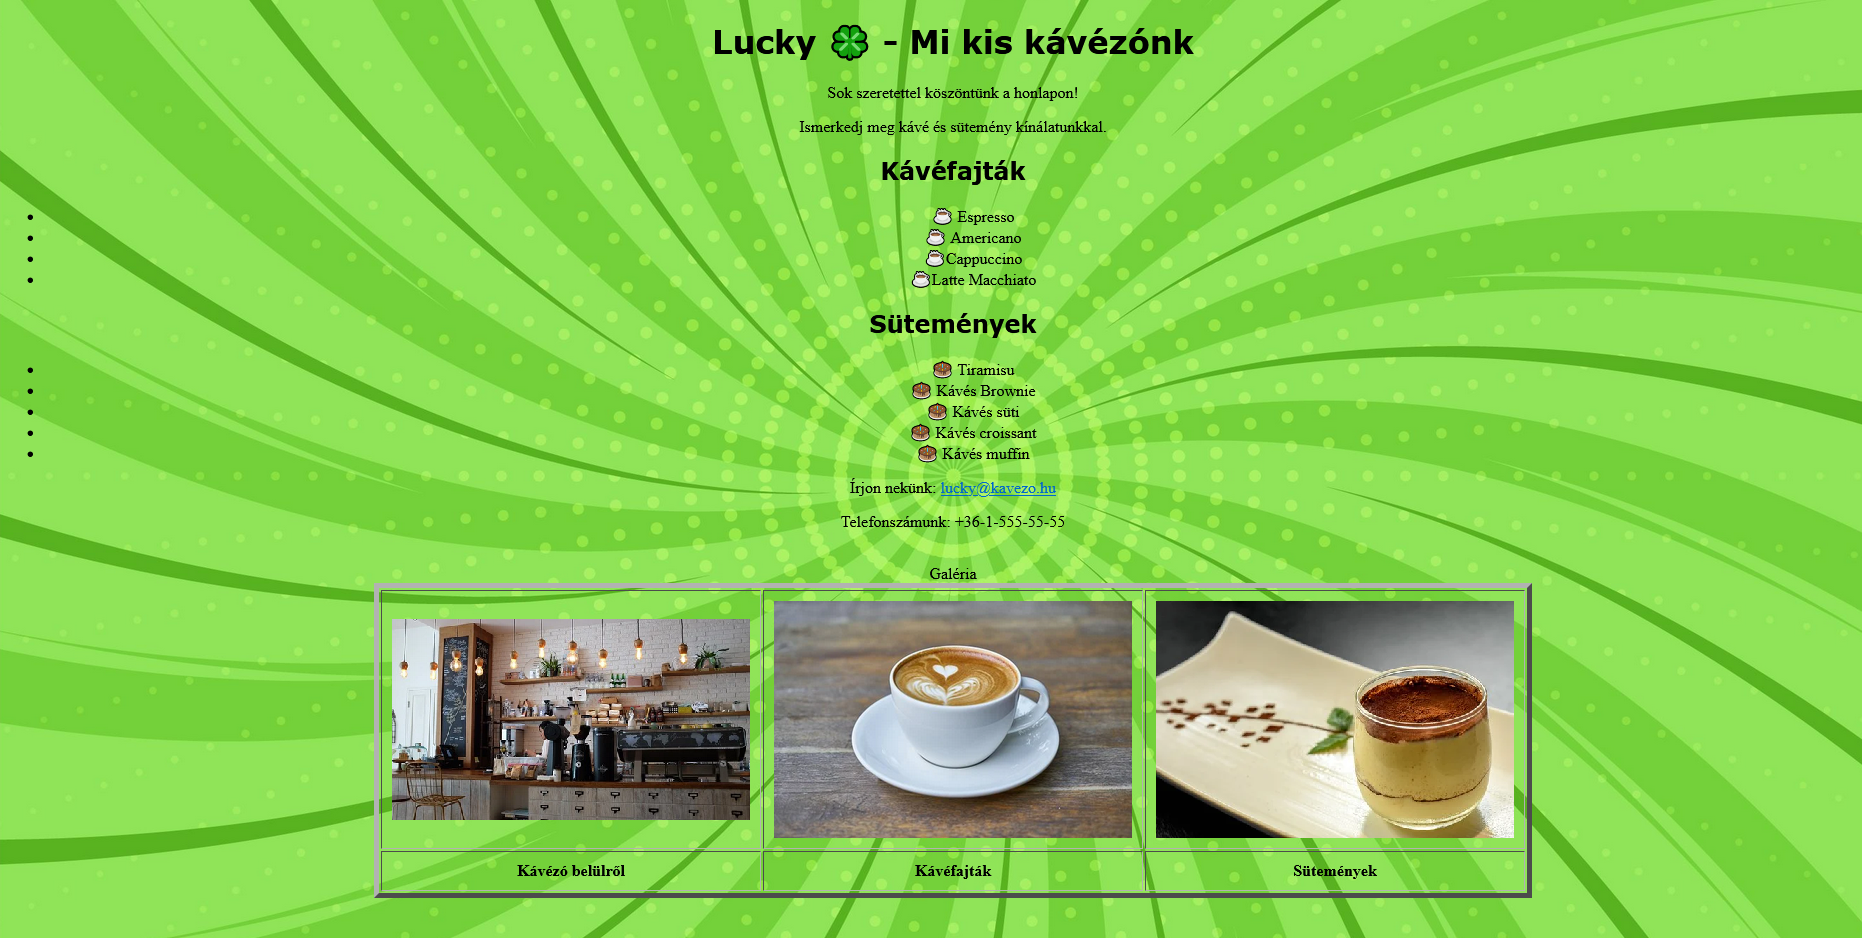 Lucky 🍀 - Mi kis kávézónk
Sok szeretettel köszöntünk a honlapon!
Ismerkedj meg kávé és sütemény kínálatunkkal.
Kávéfajták
• ☕ Espresso
• ☕ Americano
• ☕Cappuccino
• ☕Latte Macchiato
Sütemények
• 🎂 Tiramisu
• 🎂 Kávés Brownie
• 🎂 Kávés süti
• 🎂 Kávés croissant
• 🎂 Kávés muffin
Írjon nekünk: lucky@kavezo.hu
Telefonszámunk: +36-1-555-55-55
Galéria
Kávézó belülről
Kávéfajták
Sütemények